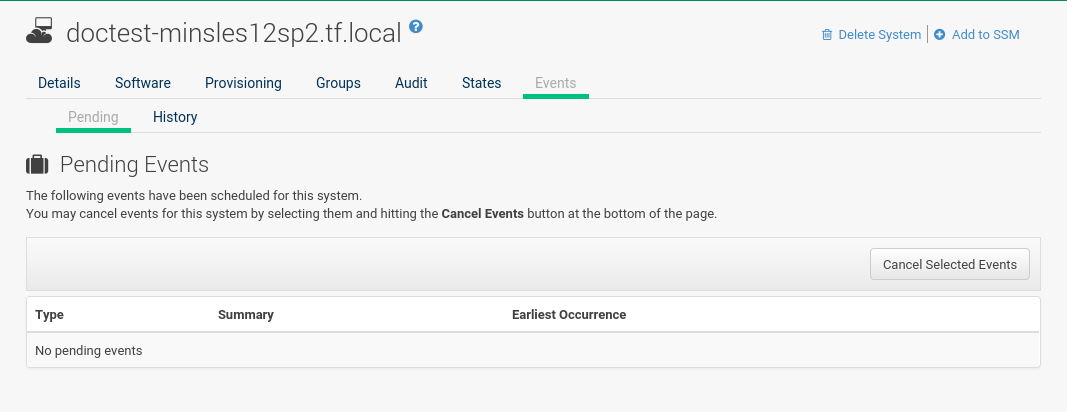 doctest-minsles12sp2.tf.local ?
Delete System | Add to SSM
Details Software Provisioning Groups Audit States Events
Pending History
Pending Events
The following events have been scheduled for this system.
You may cancel events for this system by selecting them and hitting the Cancel Events button at the bottom of the page.
Cancel Selected Events
Type Summary Earliest Occurrence
No pending events